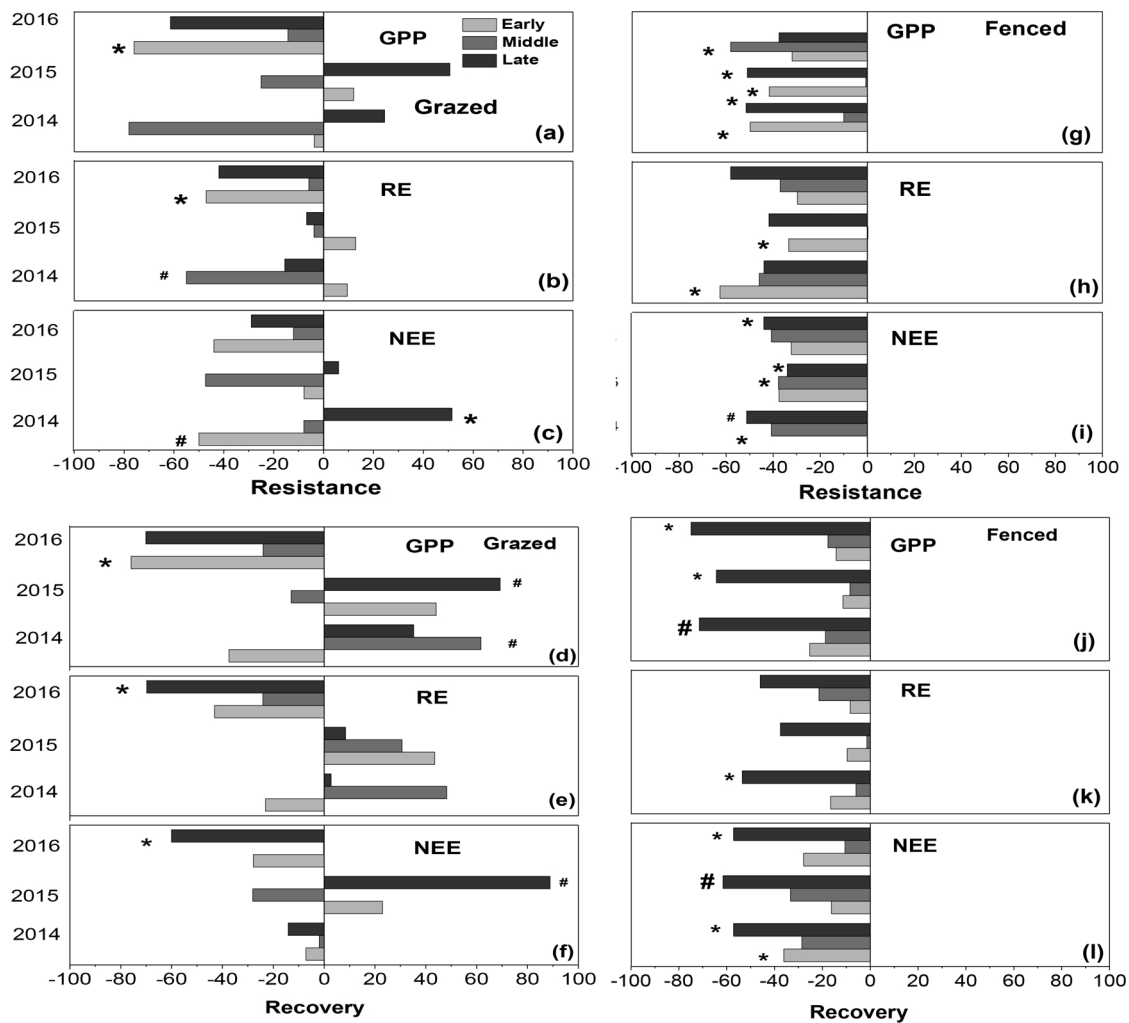 2016
2015
2014
GPP
Grazed
Early
Middle
Late
*
(a)
2016
2015
2014
RE
*
#
(b)
2016
2015
2014
NEE
*
#
(c)
-100 -80 -60 -40 -20 0 20 40 60 80 100
Resistance
GPP Fenced
*
*
*
*
*
(g)
RE
*
*
(h)
NEE
*
*
*
#
*
(i)
-100 -80 -60 -40 -20 0 20 40 60 80 100
Resistance
2016
2015
2014
GPP Grazed
*
#
#
(d)
2016
2015
2014
RE
*
(e)
2016
2015
2014
NEE
*
#
(f)
-100 -80 -60 -40 -20 0 20 40 60 80 100
Recovery
GPP Fenced
*
*
#
(j)
RE
*
(k)
NEE
*
#
*
*
(l)
-100 -80 -60 -40 -20 0 20 40 60 80 100
Recovery